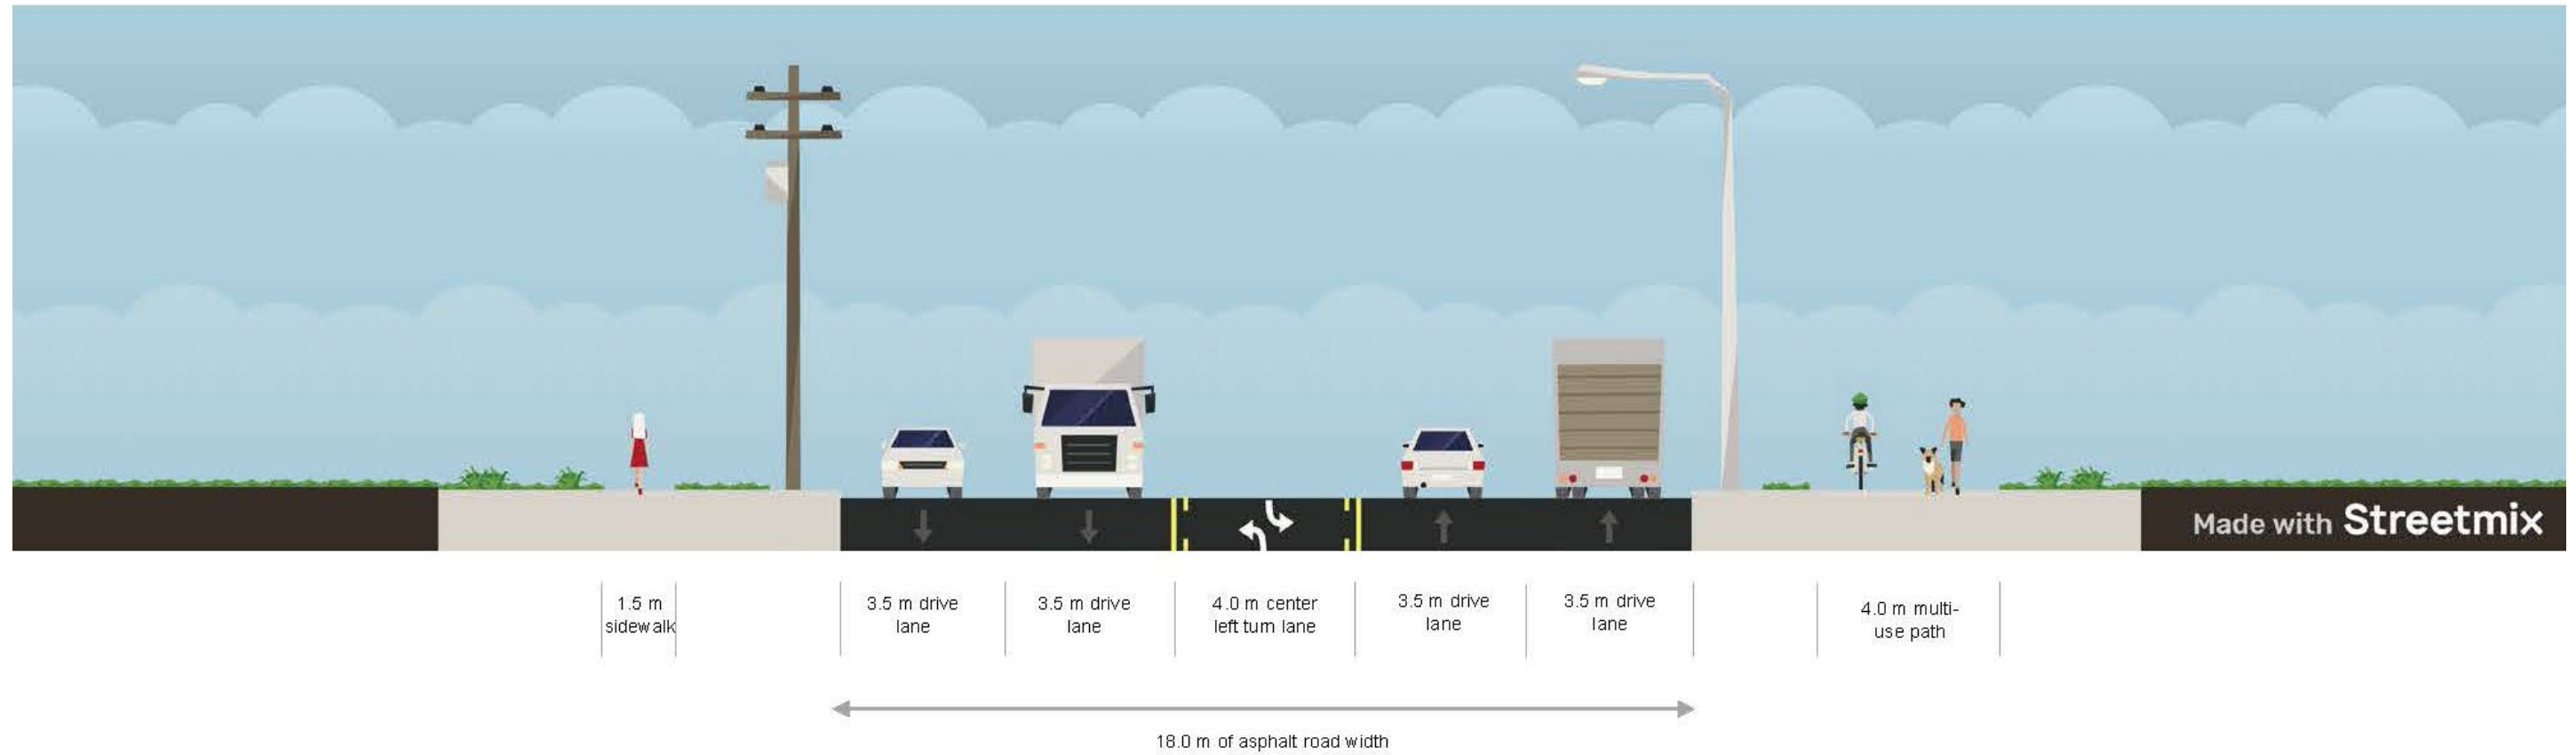 Made with Streetmix
1.5 m
sidewalk
3.5 m drive
lane
3.5 m drive
lane
4.0 m center
left turn lane
3.5 m drive
lane
3.5 m drive
lane
4.0 m multi-
use path
18.0 m of asphalt road width